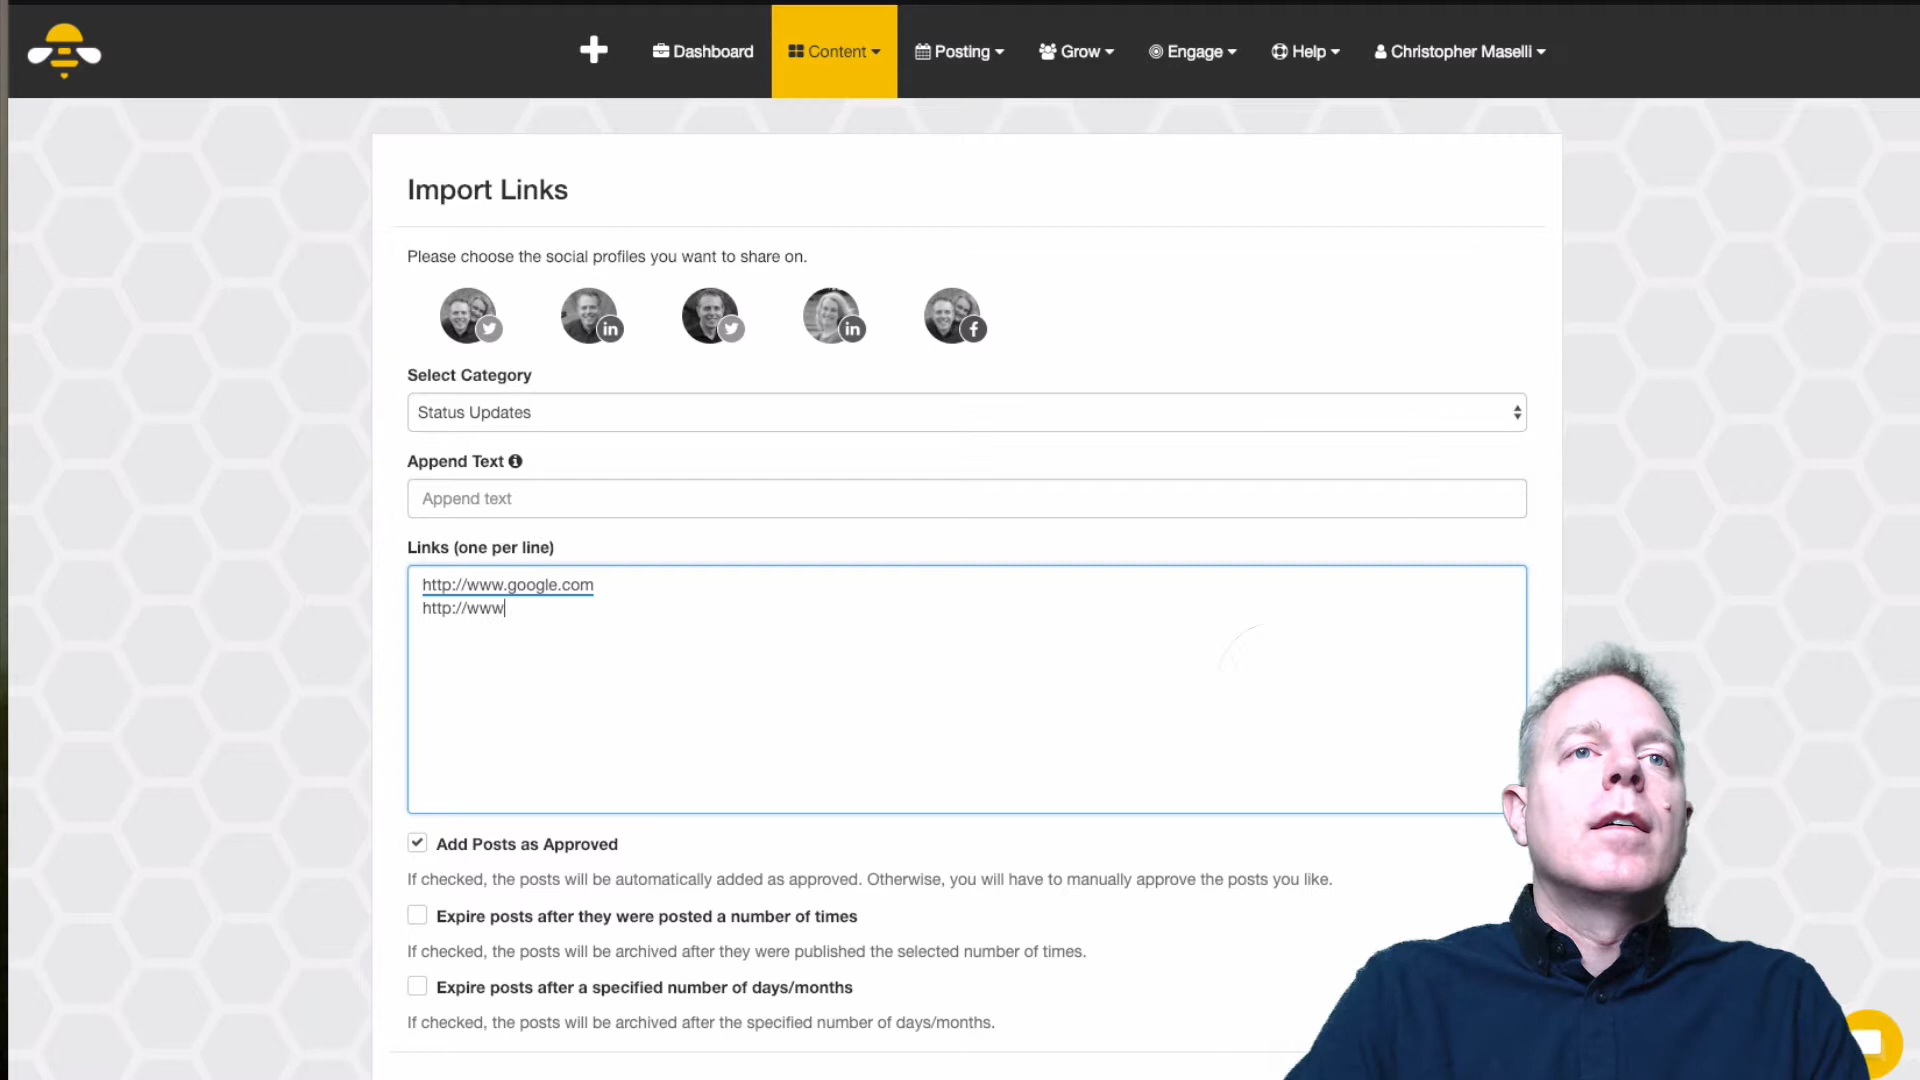 Dashboard
Content
Posting
Grow
Engage
Help
Christopher Maselli
Import Links
Please choose the social profiles you want to share on.
in
in
f
Select Category
Status Updates
Append Text
Append text
Links (one per line)
http://www.google.com
http://www
Add Posts as Approved
If checked, the posts will be automatically added as approved. Otherwise, you will have to manually approve the posts you like.
Expire posts after they were posted a number of times
If checked, the posts will be archived after they were published the selected number of times.
Expire posts after a specified number of days/months
If checked, the posts will be archived after the specified number of days/months.